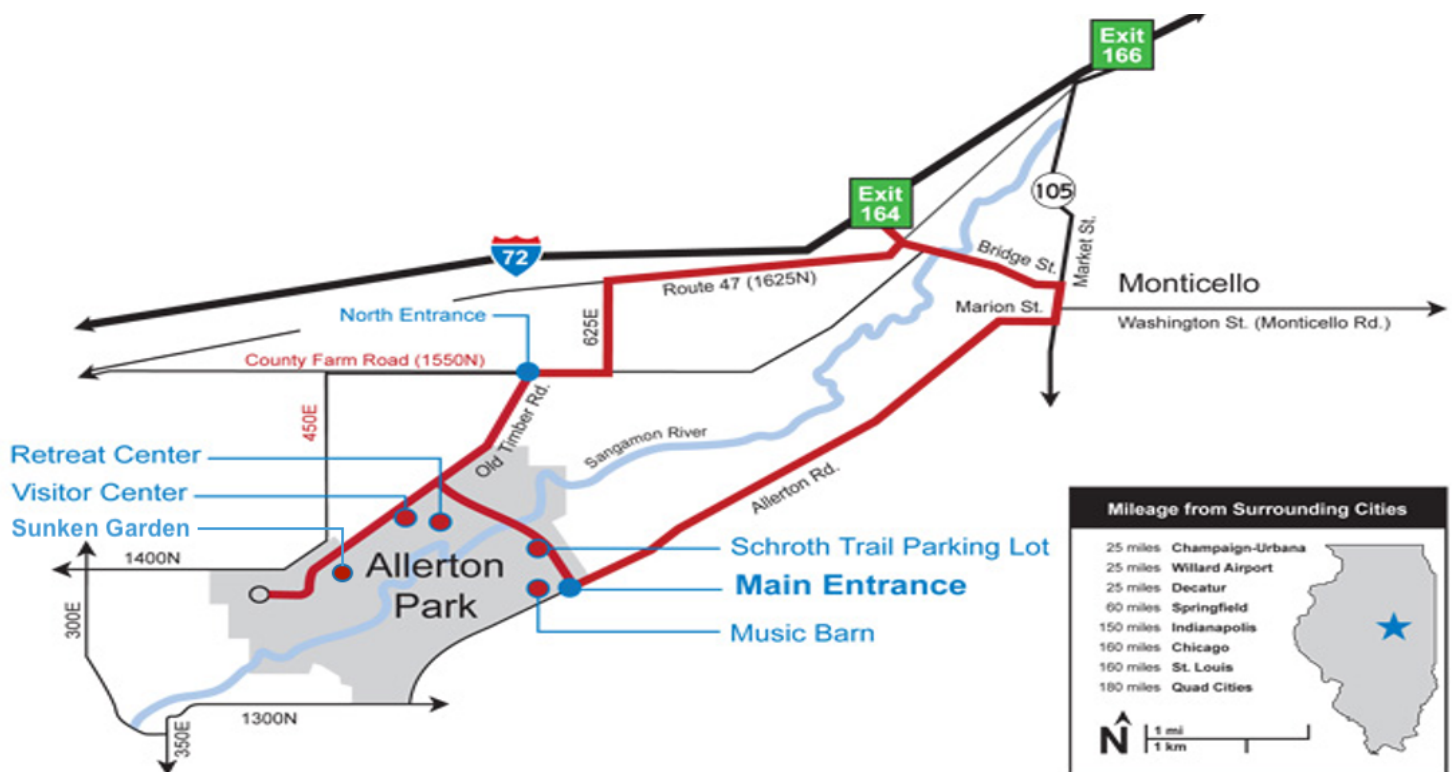 Exit
166
Exit
164
105
72
Bridge St.
Market St.
Route 47 (1625N)
Monticello
Marion St.
Washington St. (Monticello Rd.)
North Entrance
625E
County Farm Road (1550N)
Old Timber Rd.
450E
Sangamon River
Allerton Rd.
Retreat Center
Visitor Center
Sunken Garden
1400N
Allerton
Park
Schroth Trail Parking Lot
Main Entrance
Music Barn
300E
1300N
350E
Mileage from Surrounding Cities
25 miles Champaign-Urbana
25 miles Willard Airport
25 miles Decatur
60 miles Springfield
150 miles Indianapolis
160 miles Chicago
160 miles St. Louis
180 miles Quad Cities
N
1 mi
1 km